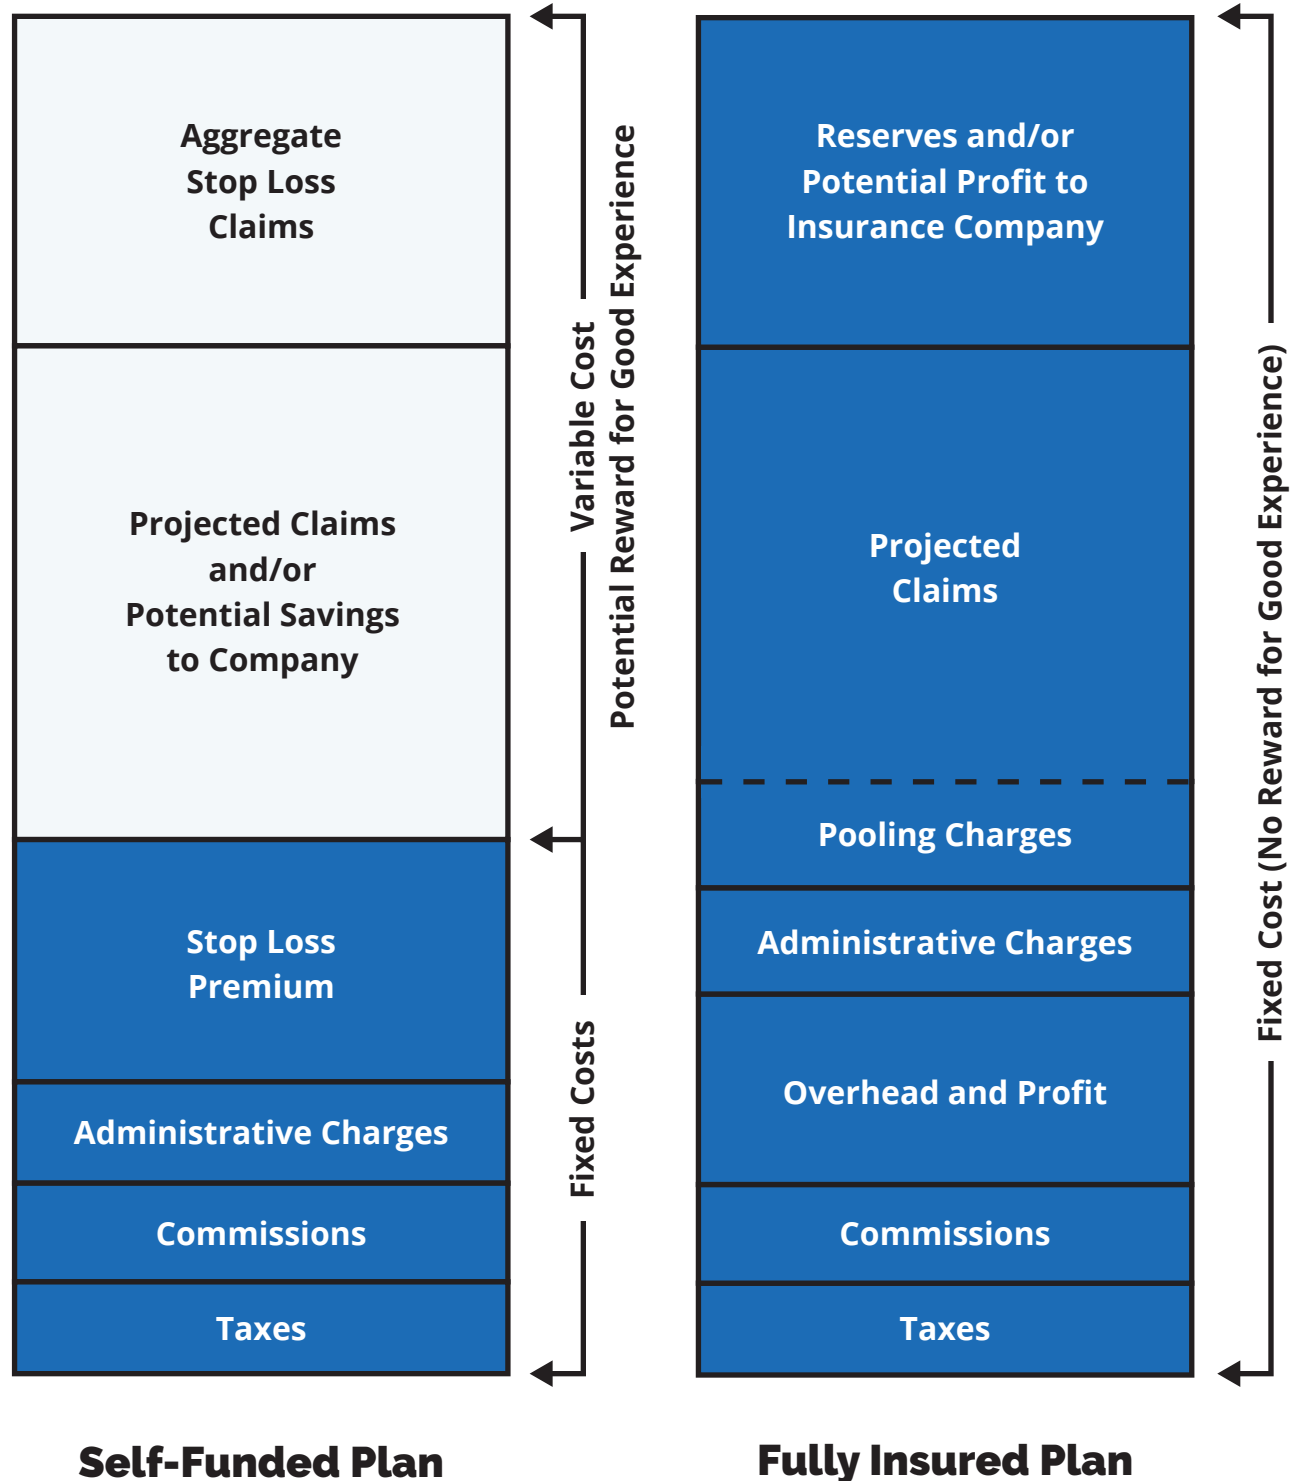 Aggregate
Stop Loss
Claims
Projected Claims
and/or
Potential Savings
to Company
Stop Loss
Premium
Administrative Charges
Commissions
Taxes
Variable Cost
Potential Reward for Good Experience
Fixed Costs
Self-Funded Plan
Reserves and/or
Potential Profit to
Insurance Company
Projected
Claims
Pooling Charges
Administrative Charges
Overhead and Profit
Commissions
Taxes
Fixed Cost (No Reward for Good Experience)
Fully Insured Plan